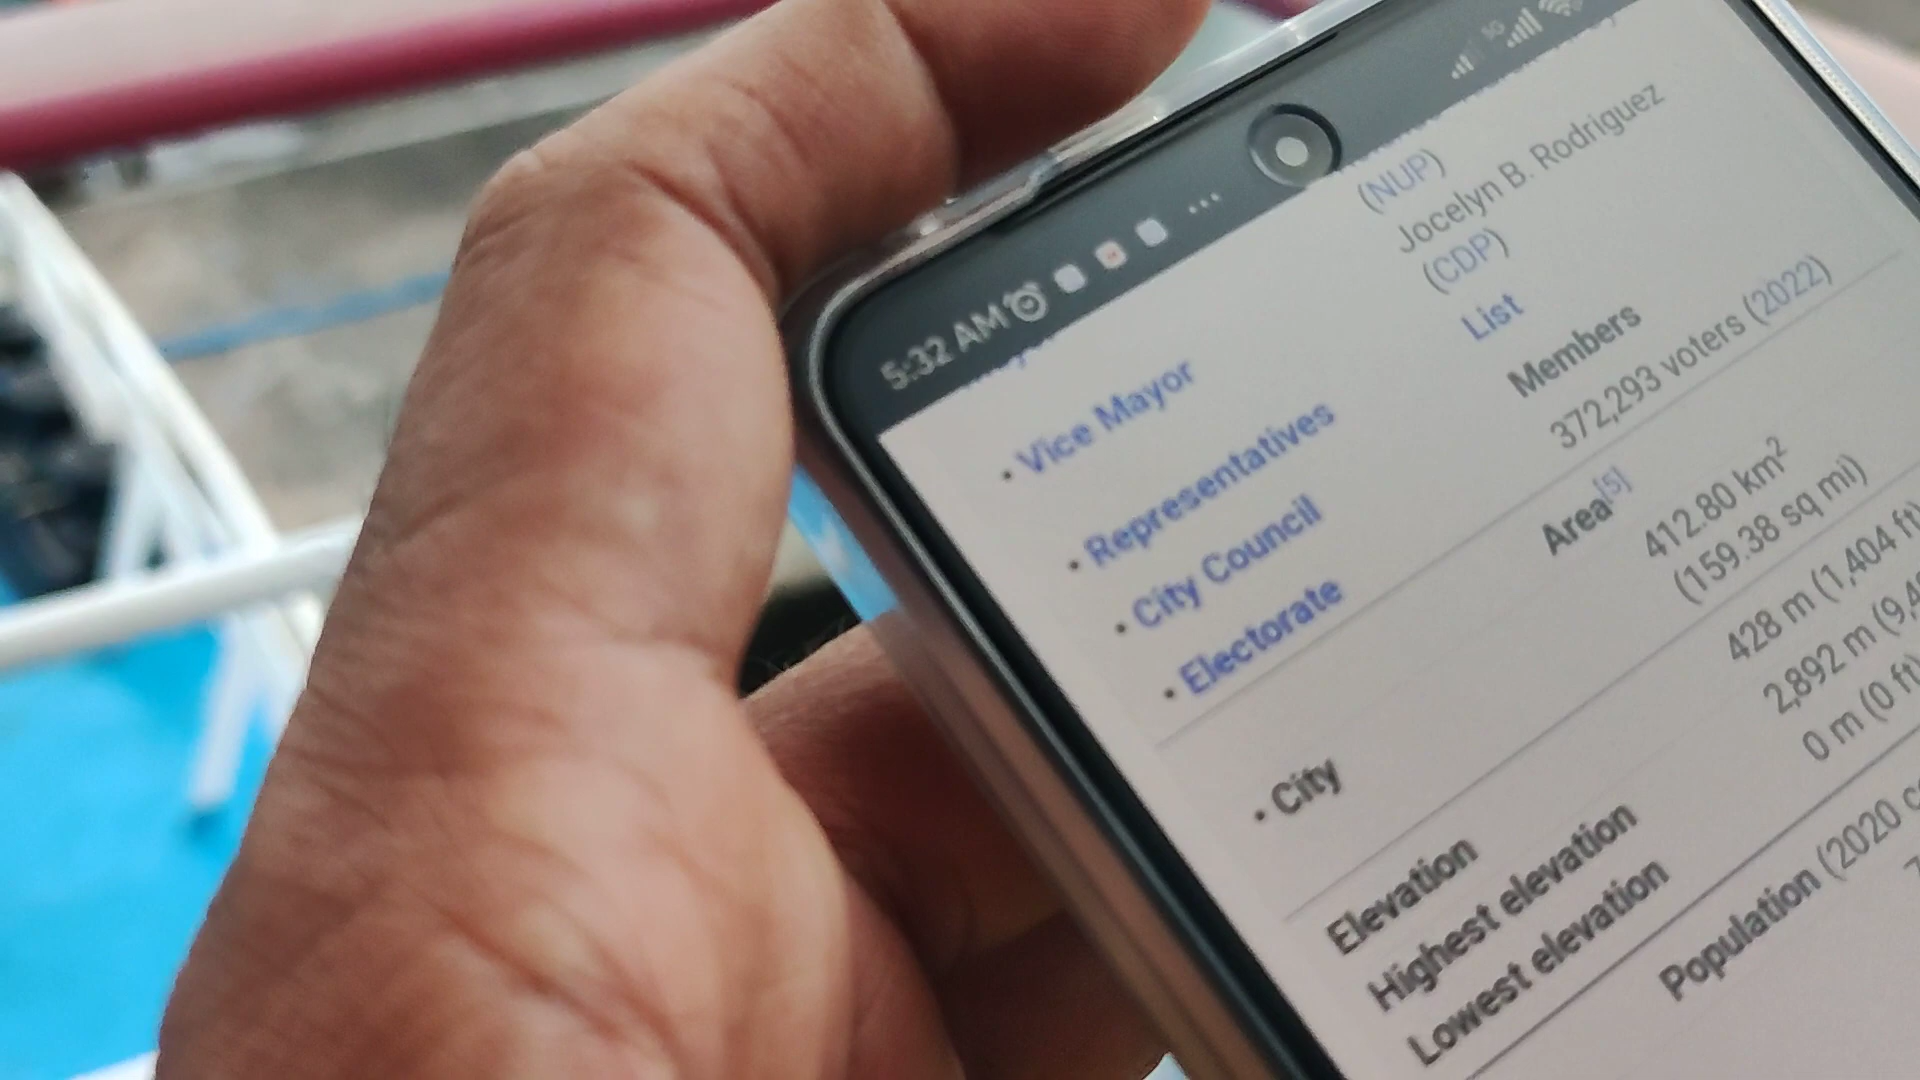 5G
5:32 AM
(NUP)
• Vice Mayor Jocelyn B. Rodriguez
(CDP)
• Representatives List
• City Council Members
• Electorate 372,293 voters (2022)
Area[5]
• City 412.80 km2
(159.38 sq mi)
Elevation 428 m (1,404 ft)
Highest elevation 2,892 m (9,4
Lowest elevation 0 m (0 ft)
Population (2020 c